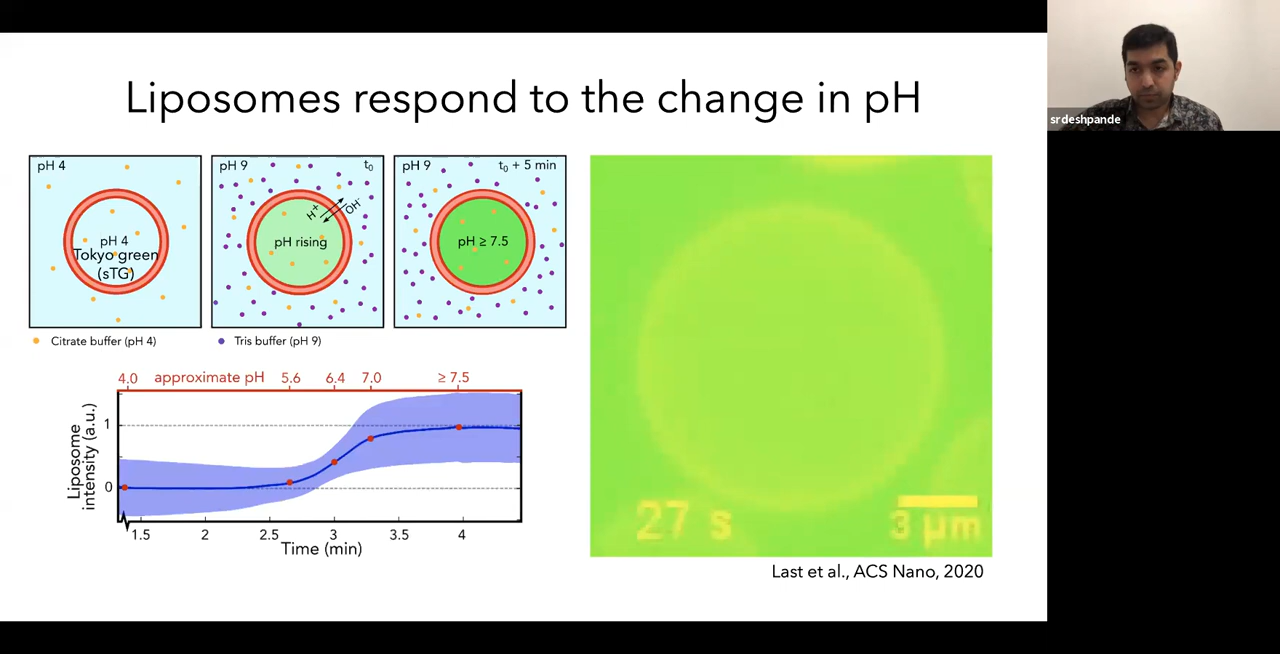 Liposomes respond to the change in pH
srdeshpande
pH 4
pH 4
Tokyo green
(sTG)
pH 9
t₀
H⁺
OH⁻
pH rising
pH 9
t₀ + 5 min
pH ≥ 7.5
Citrate buffer (pH 4)
Tris buffer (pH 9)
4.0 approximate pH 5.6 6.4 7.0 ≥ 7.5
Liposome
intensity (a.u.)
1
0
1.5 2 2.5 3 3.5 4
Time (min)
27 s
3 µm
Last et al., ACS Nano, 2020